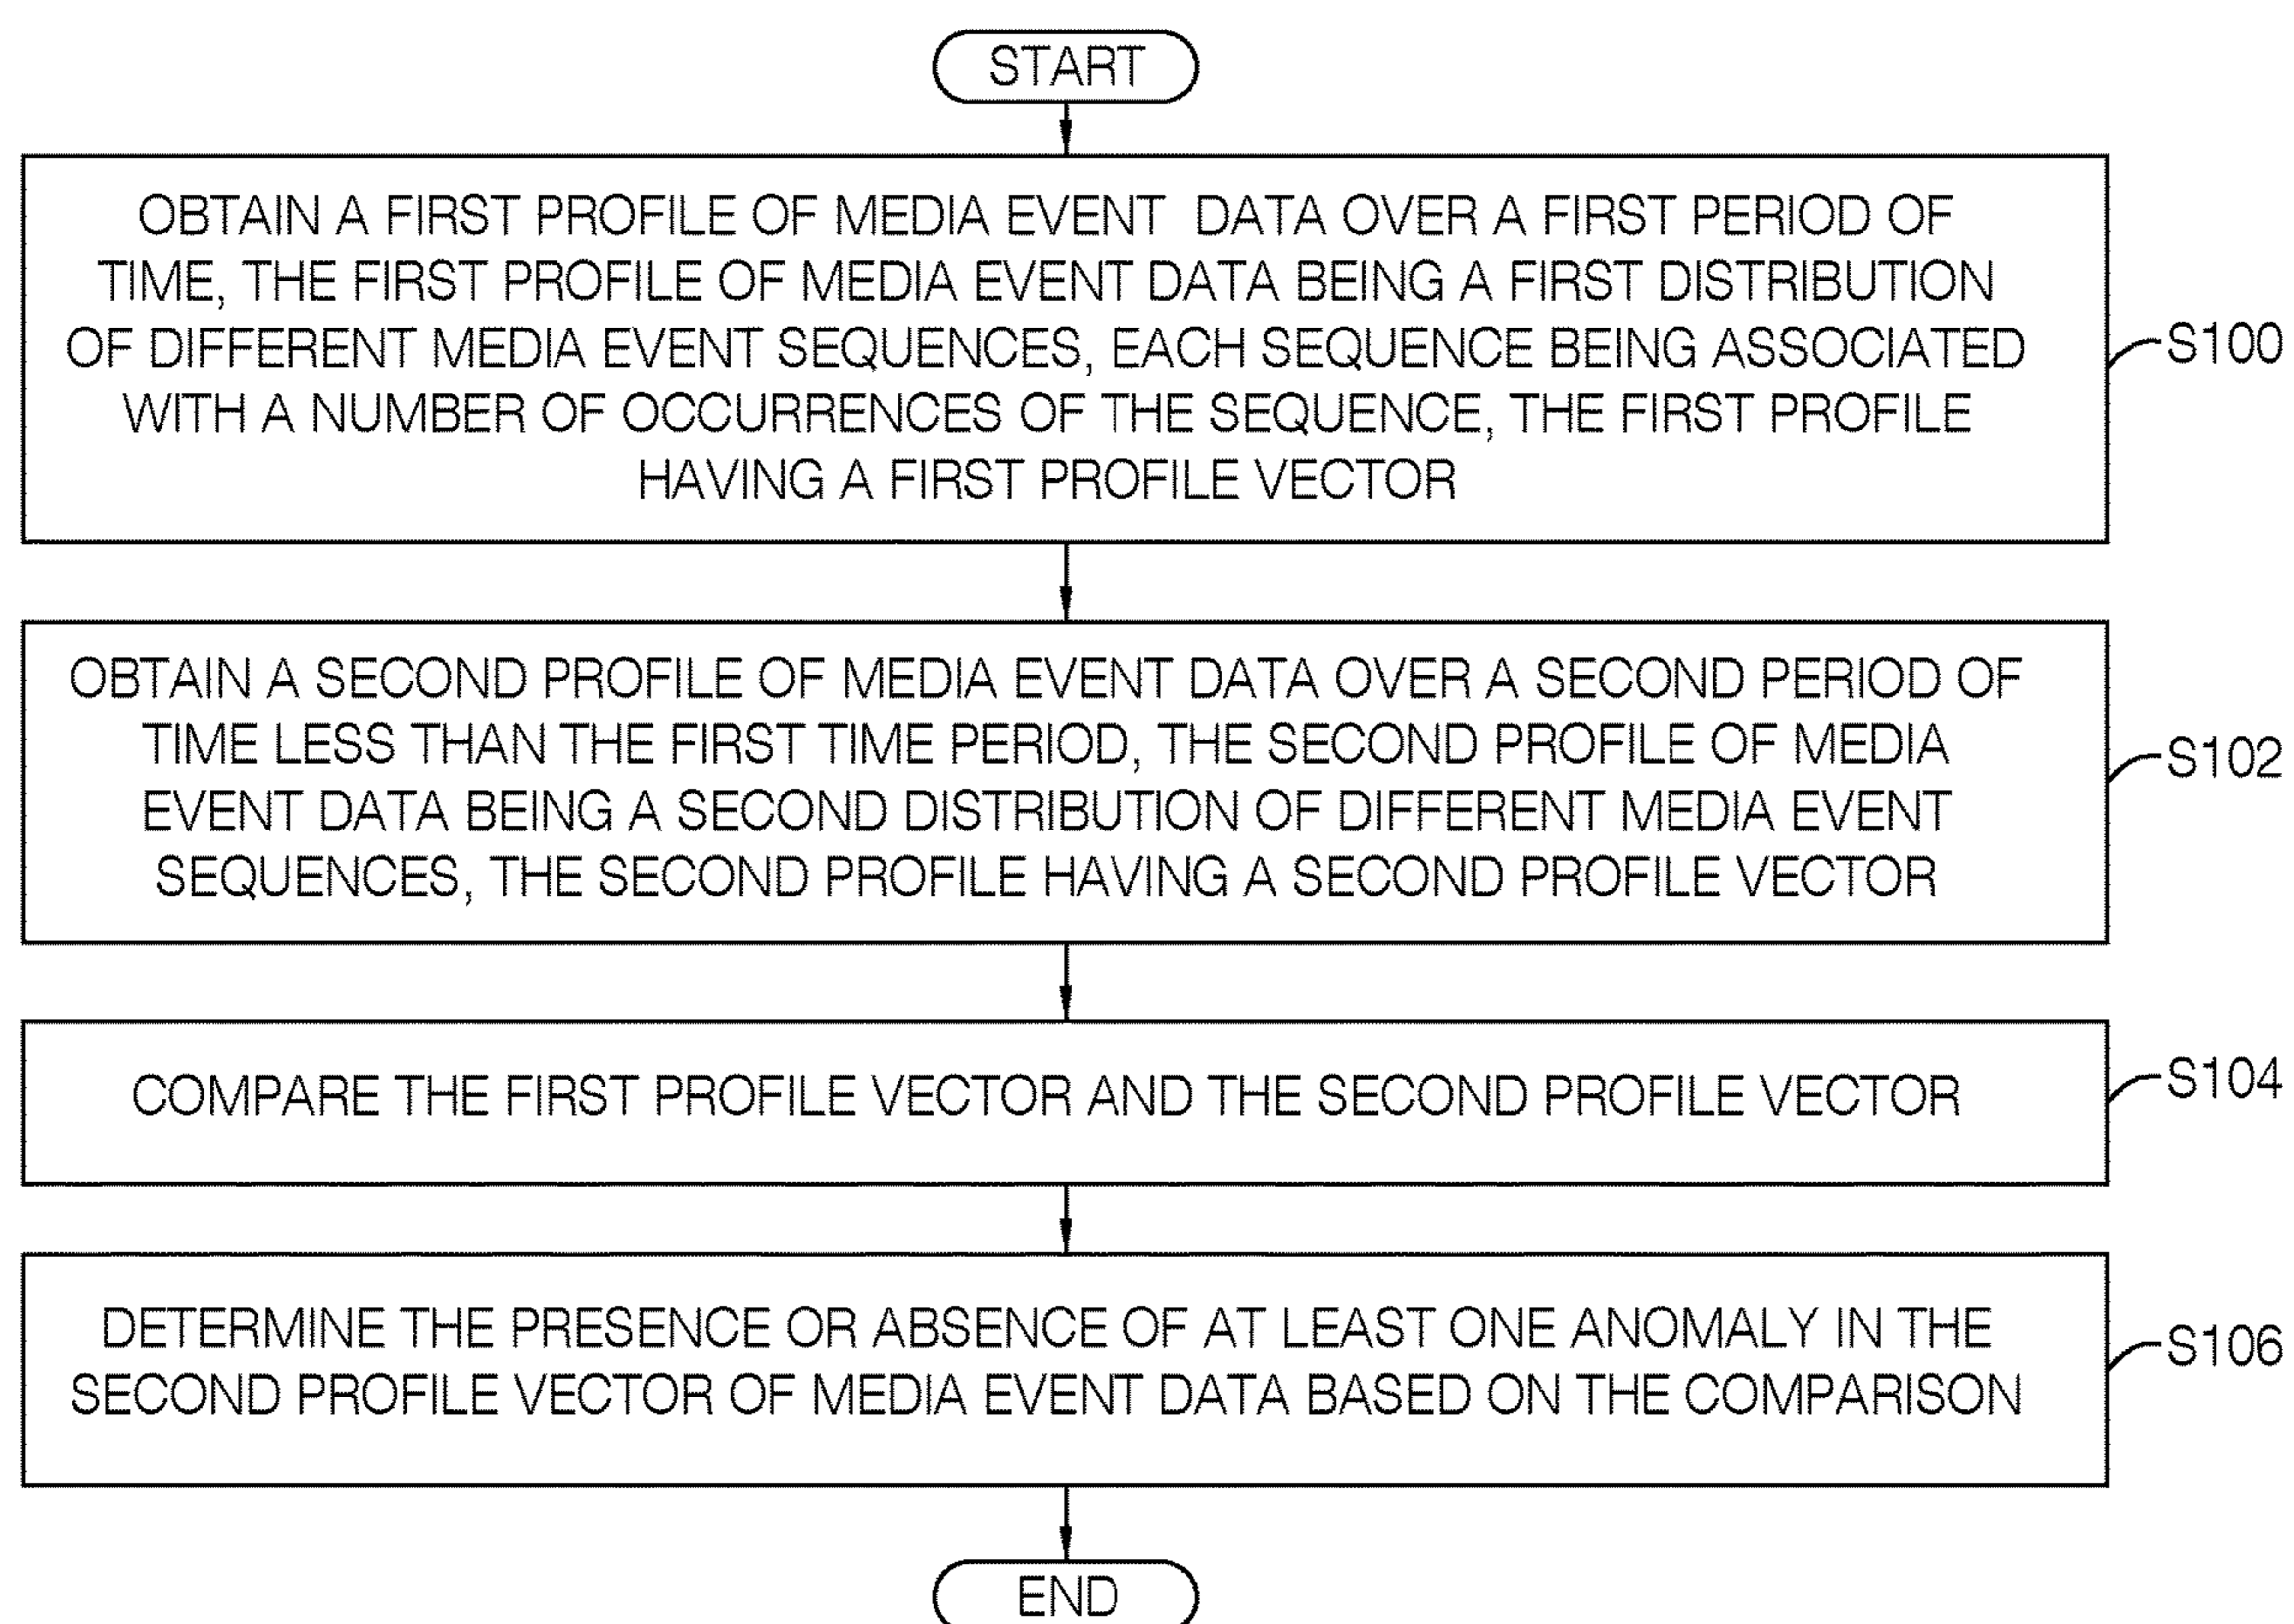 START
OBTAIN A FIRST PROFILE OF MEDIA EVENT DATA OVER A FIRST PERIOD OF
TIME, THE FIRST PROFILE OF MEDIA EVENT DATA BEING A FIRST DISTRIBUTION
OF DIFFERENT MEDIA EVENT SEQUENCES, EACH SEQUENCE BEING ASSOCIATED
WITH A NUMBER OF OCCURRENCES OF THE SEQUENCE, THE FIRST PROFILE
HAVING A FIRST PROFILE VECTOR
S100
OBTAIN A SECOND PROFILE OF MEDIA EVENT DATA OVER A SECOND PERIOD OF
TIME LESS THAN THE FIRST TIME PERIOD, THE SECOND PROFILE OF MEDIA
EVENT DATA BEING A SECOND DISTRIBUTION OF DIFFERENT MEDIA EVENT
SEQUENCES, THE SECOND PROFILE HAVING A SECOND PROFILE VECTOR
S102
COMPARE THE FIRST PROFILE VECTOR AND THE SECOND PROFILE VECTOR
S104
DETERMINE THE PRESENCE OR ABSENCE OF AT LEAST ONE ANOMALY IN THE
SECOND PROFILE VECTOR OF MEDIA EVENT DATA BASED ON THE COMPARISON
S106
END